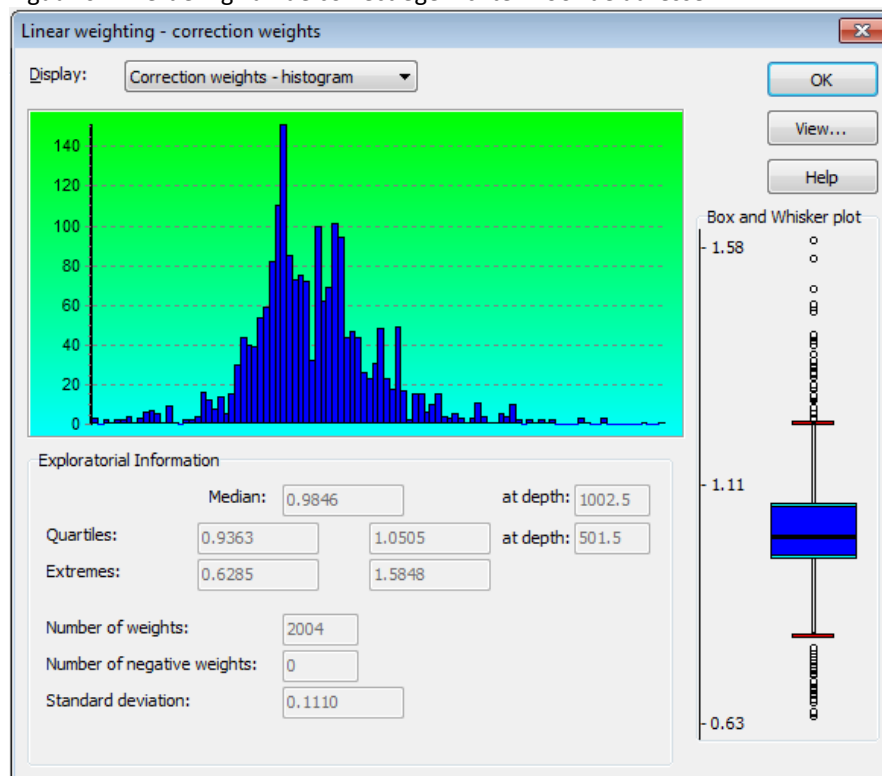 Linear weighting - correction weights
Display: Correction weights - histogram
OK
View...
Help
140
120
100
80
60
40
20
0
Box and Whisker plot
- 1.58
- 1.11
- 0.63
Exploratorial Information
Median: 0.9846 at depth: 1002.5
Quartiles: 0.9363 1.0505 at depth: 501.5
Extremes: 0.6285 1.5848
Number of weights: 2004
Number of negative weights: 0
Standard deviation: 0.1110